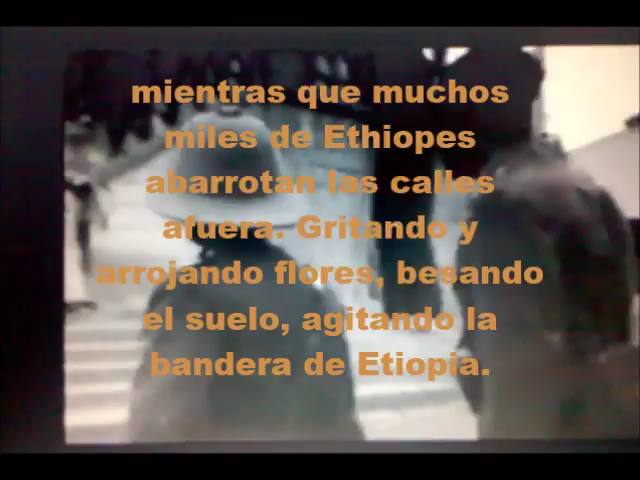 mientras que muchos
miles de Ethiopes
abarrotan las calles
afuera. Gritando y
arrojando flores, besando
el suelo, agitando la
bandera de Etiopia.